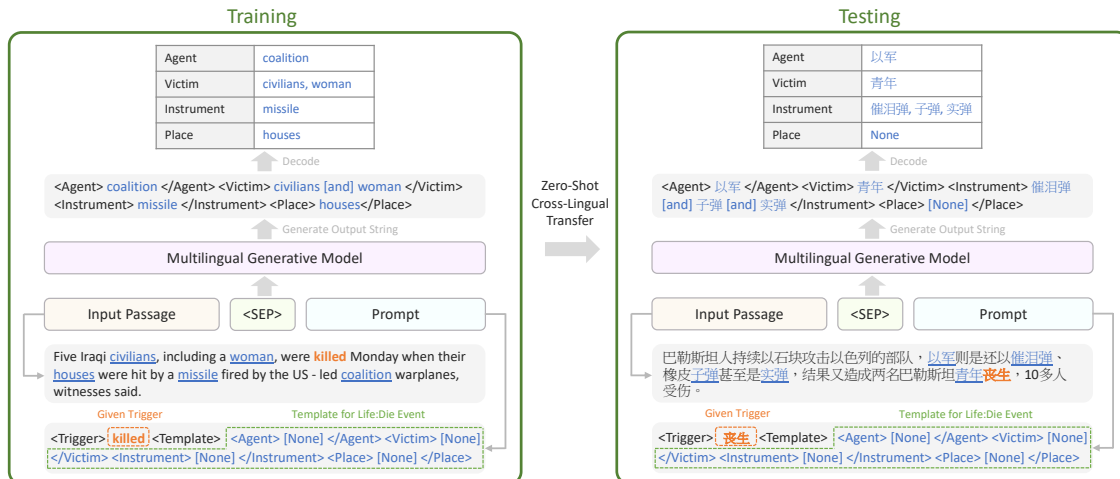 Training
Agent coalition
Victim civilians, woman
Instrument missile
Place houses
Decode
<Agent> coalition </Agent> <Victim> civilians [and] woman </Victim>
<Instrument> missile </Instrument> <Place> houses</Place>
Generate Output String
Multilingual Generative Model
Input Passage <SEP> Prompt
Five Iraqi civilians, including a woman, were killed Monday when their
houses were hit by a missile fired by the US - led coalition warplanes,
witnesses said.
Given Trigger Template for Life:Die Event
<Trigger> killed <Template> <Agent> [None] </Agent> <Victim> [None]
</Victim> <Instrument> [None] </Instrument> <Place> [None] </Place>
Zero-Shot
Cross-Lingual
Transfer
Testing
Agent 以军
Victim 青年
Instrument 催泪弹, 子弹, 实弹
Place None
Decode
<Agent> 以军 </Agent> <Victim> 青年 </Victim> <Instrument> 催泪弹
[and] 子弹 [and] 实弹 </Instrument> <Place> [None] </Place>
Generate Output String
Multilingual Generative Model
Input Passage <SEP> Prompt
巴勒斯坦人持续以石块攻击以色列的部队，以军则是还以催泪弹、
橡皮子弹甚至是实弹，结果又造成两名巴勒斯坦青年丧生，10多人
受伤。
Given Trigger Template for Life:Die Event
<Trigger> 丧生 <Template> <Agent> [None] </Agent> <Victim> [None]
</Victim> <Instrument> [None] </Instrument> <Place> [None] </Place>